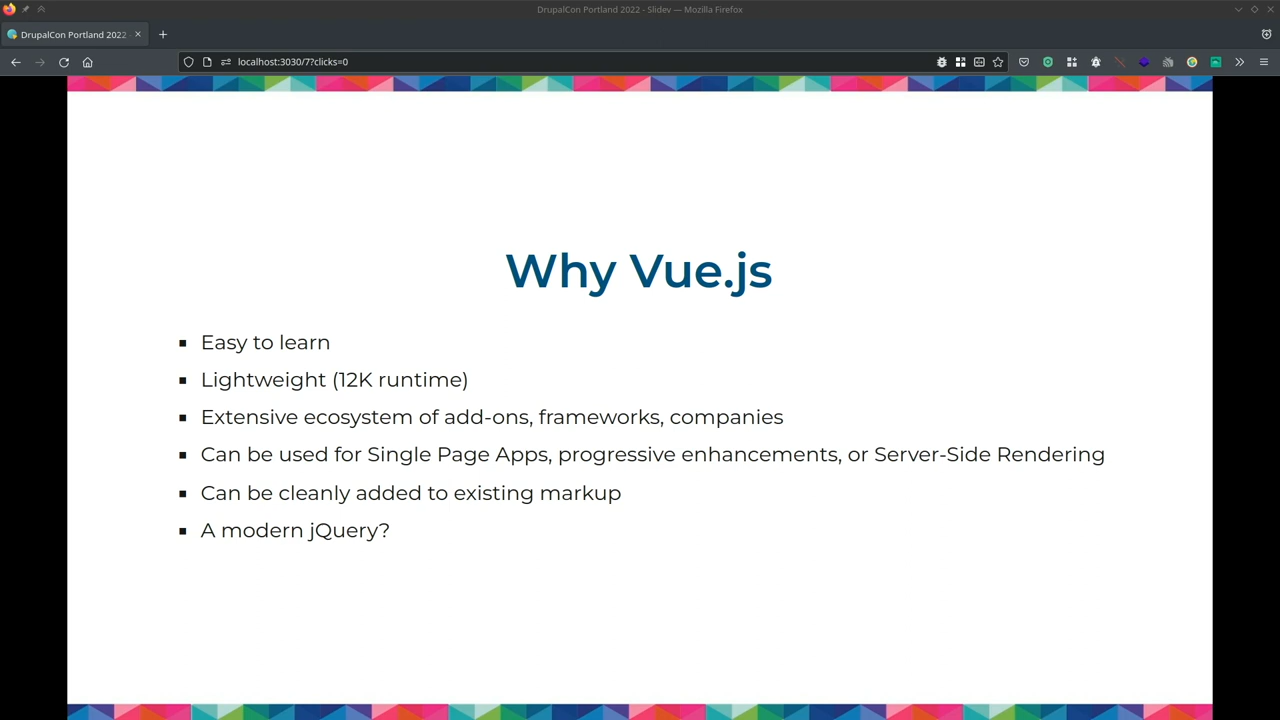 DrupalCon Portland 2022 - Slidev — Mozilla Firefox
DrupalCon Portland 2022
localhost:3030/7?clicks=0
Why Vue.js
Easy to learn
Lightweight (12K runtime)
Extensive ecosystem of add-ons, frameworks, companies
Can be used for Single Page Apps, progressive enhancements, or Server-Side Rendering
Can be cleanly added to existing markup
A modern jQuery?